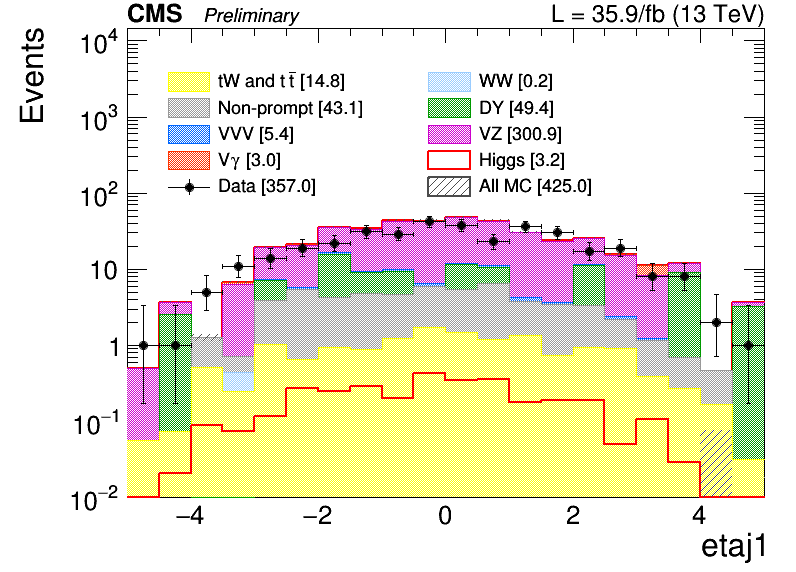 CMS Preliminary L = 35.9/fb (13 TeV)
Events
10⁴
10³
10²
10
1
10⁻¹
10⁻²
tW and t t̄ [14.8] WW [0.2]
Non-prompt [43.1] DY [49.4]
VVV [5.4] VZ [300.9]
Vγ [3.0] Higgs [3.2]
Data [357.0] All MC [425.0]
−4 −2 0 2 4
etaj1